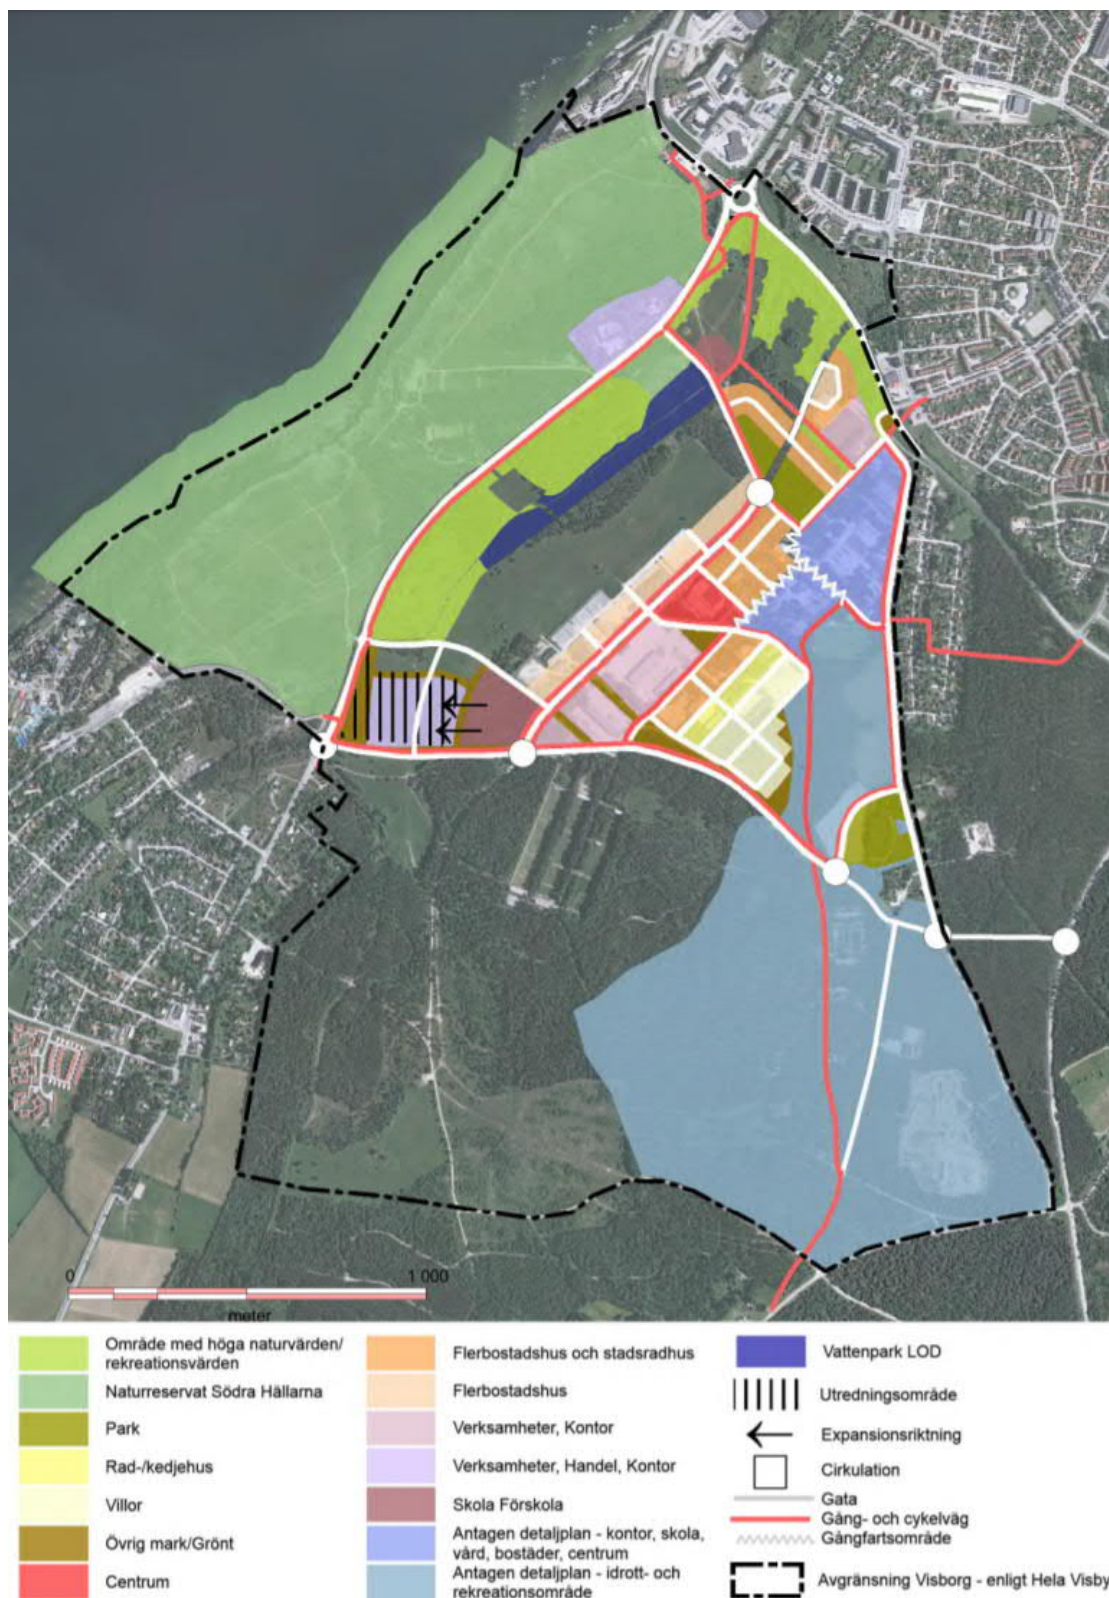 0
1 000
meter
Område med höga naturvärden/
rekreationsvärden
Naturreservat Södra Hällarna
Park
Rad-/kedjehus
Villor
Övrig mark/Grönt
Centrum
Flerbostadshus och stadsradhus
Flerbostadshus
Verksamheter, Kontor
Verksamheter, Handel, Kontor
Skola Förskola
Antagen detaljplan - kontor, skola,
vård, bostäder, centrum
Antagen detaljplan - idrott- och
rekreationsområde
Vattenpark LOD
Utredningsområde
Expansionsriktning
Cirkulation
Gata
Gång- och cykelväg
Gångfartsområde
Avgränsning Visborg - enligt Hela Visby